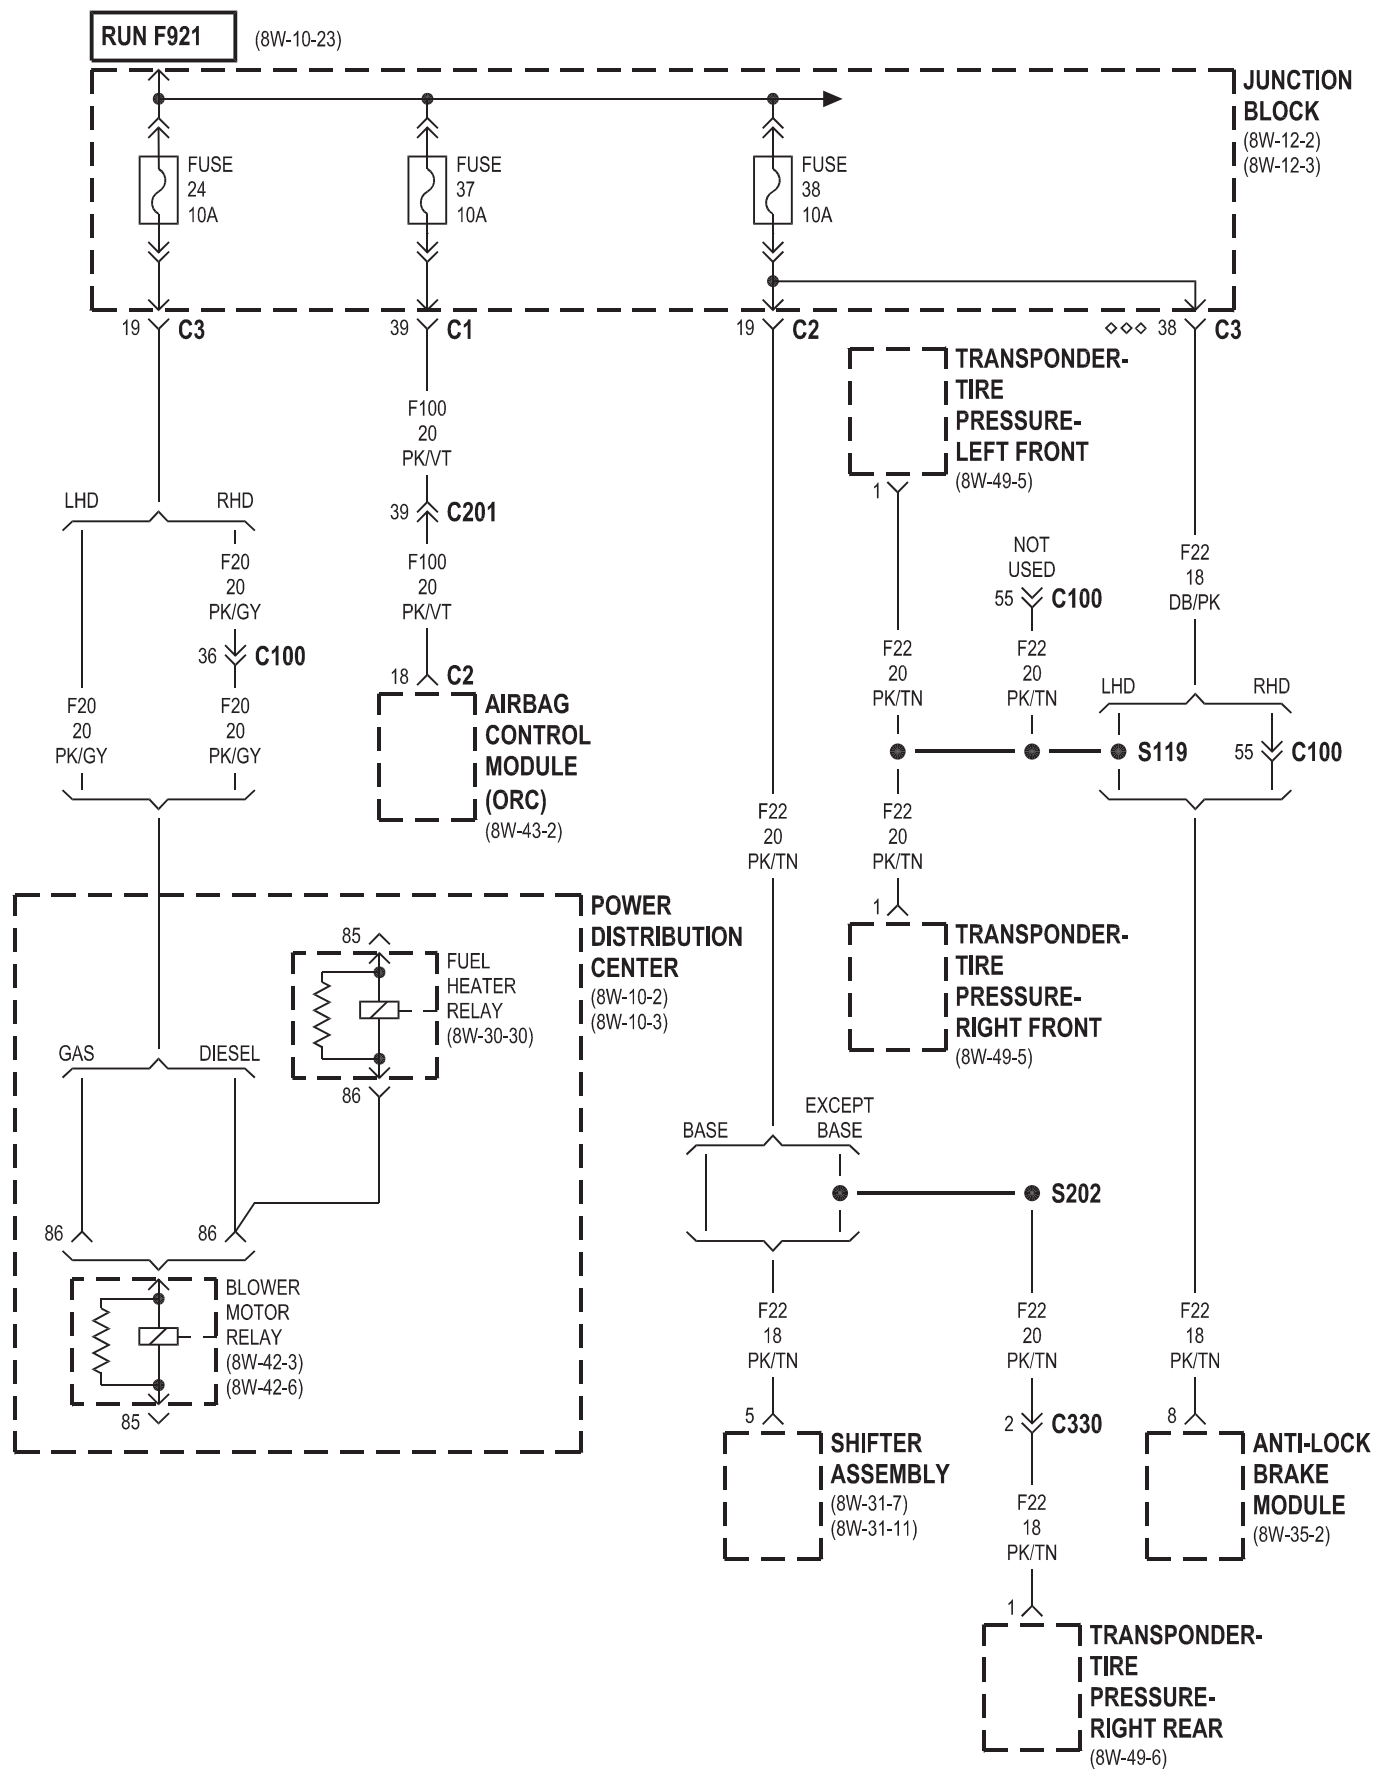 RUN F921
(8W-10-23)
JUNCTION
BLOCK
(8W-12-2)
(8W-12-3)
FUSE
24
10A
FUSE
37
10A
FUSE
38
10A
19
C3
39
C1
19
C2
38
C3
TRANSPONDER-
TIRE
PRESSURE-
LEFT FRONT
(8W-49-5)
1
F100
20
PK/VT
39
C201
F100
20
PK/VT
18
C2
AIRBAG
CONTROL
MODULE
(ORC)
(8W-43-2)
LHD
RHD
F20
20
PK/GY
36
C100
F20
20
PK/GY
F20
20
PK/GY
NOT
USED
55
C100
F22
18
DB/PK
F22
20
PK/TN
F22
20
PK/TN
LHD
RHD
S119
55
C100
F22
20
PK/TN
F22
20
PK/TN
1
TRANSPONDER-
TIRE
PRESSURE-
RIGHT FRONT
(8W-49-5)
POWER
DISTRIBUTION
CENTER
(8W-10-2)
(8W-10-3)
85
FUEL
HEATER
RELAY
(8W-30-30)
86
GAS
DIESEL
86
86
BLOWER
MOTOR
RELAY
(8W-42-3)
(8W-42-6)
85
BASE
EXCEPT
BASE
S202
F22
18
PK/TN
F22
20
PK/TN
F22
18
PK/TN
5
SHIFTER
ASSEMBLY
(8W-31-7)
(8W-31-11)
2
C330
8
ANTI-LOCK
BRAKE
MODULE
(8W-35-2)
F22
18
PK/TN
1
TRANSPONDER-
TIRE
PRESSURE-
RIGHT REAR
(8W-49-6)